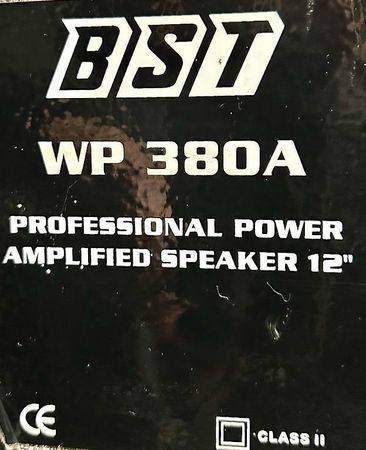 BST
WP 380A
PROFESSIONAL POWER
AMPLIFIED SPEAKER 12"
CE CLASS II